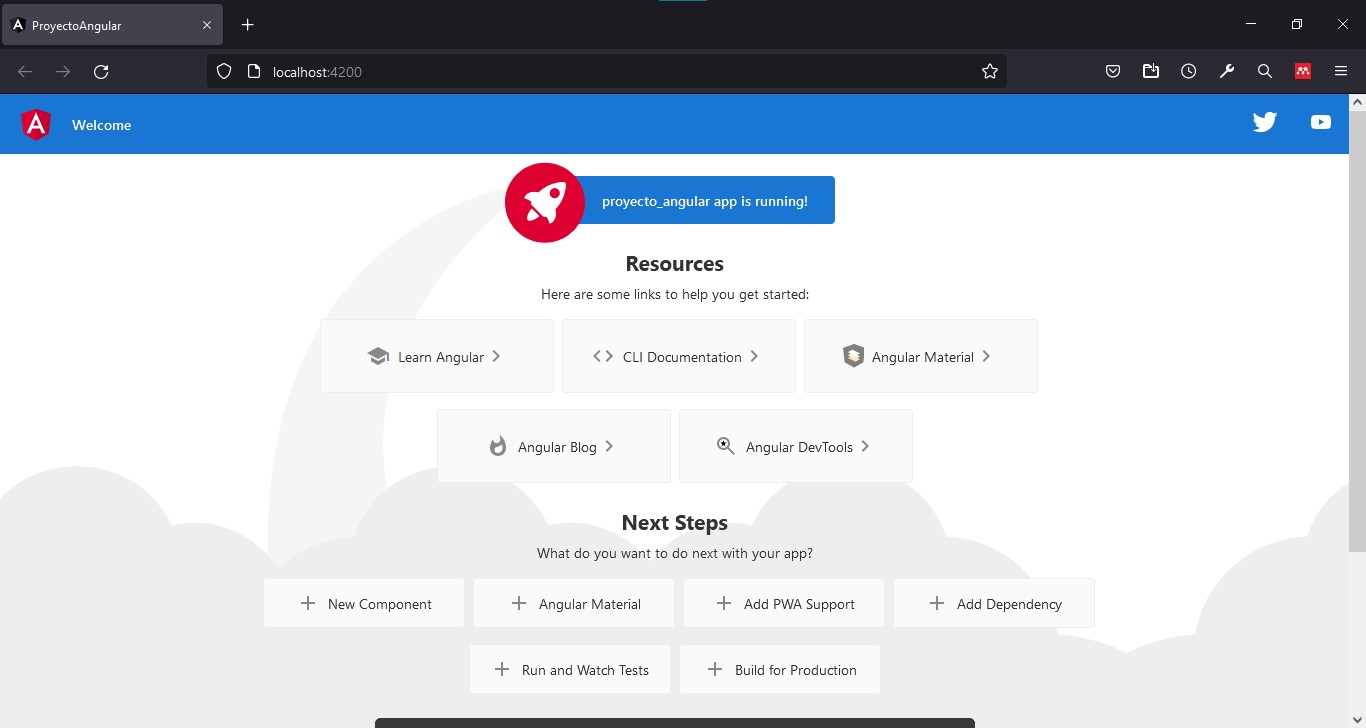 ProyectoAngular
localhost:4200
Welcome
proyecto_angular app is running!
Resources
Here are some links to help you get started:
Learn Angular
CLI Documentation
Angular Material
Angular Blog
Angular DevTools
Next Steps
What do you want to do next with your app?
New Component
Angular Material
Add PWA Support
Add Dependency
Run and Watch Tests
Build for Production